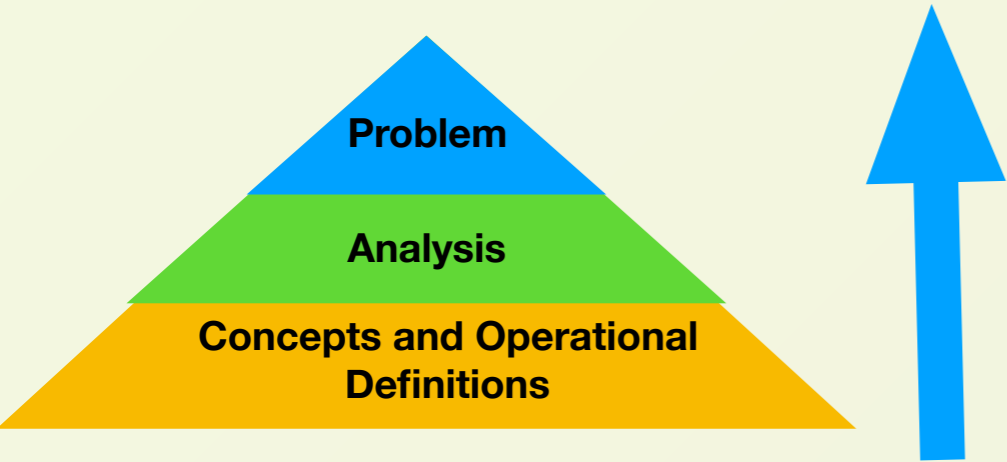 Problem
Analysis
Concepts and Operational
Definitions